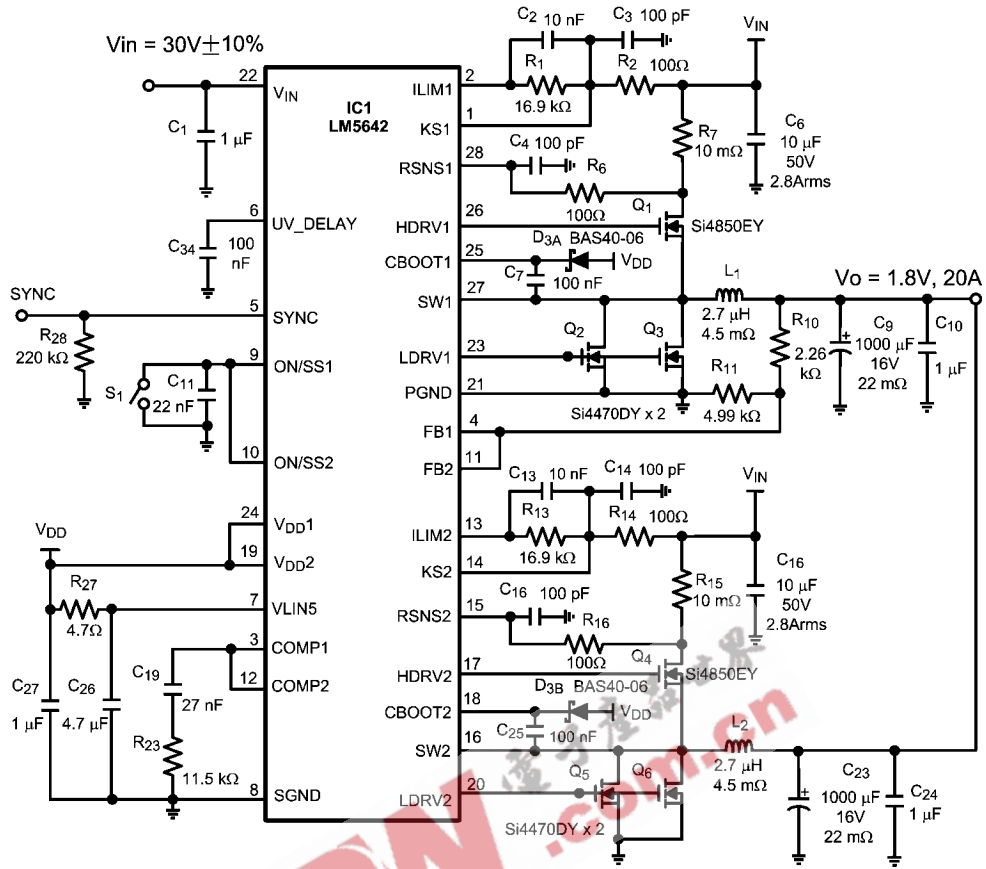 Vin = 30V±10%
C2 10 nF
C3 100 pF
VIN
22
VIN
IC1
LM5642
ILIM1
2
R1
16.9 kΩ
R2
100Ω
C1
1 µF
KS1
1
R7
10 mΩ
C6
10 µF
50V
2.8Arms
C4 100 pF
RSNS1
28
R6
100Ω
6
UV_DELAY
C34
100
nF
HDRV1
26
Q1
Si4850EY
CBOOT1
25
D3A BAS40-06
VDD
C7
100 nF
SW1
27
L1
2.7 µH
4.5 mΩ
Vo = 1.8V, 20A
SYNC
5
SYNC
R28
220 kΩ
Q2
Q3
R10
2.26
kΩ
C9
1000 µF
16V
22 mΩ
C10
1 µF
LDRV1
23
9
ON/SS1
S1
C11
22 nF
PGND
21
R11
4.99 kΩ
Si4470DY x 2
FB1
4
10
ON/SS2
FB2
11
C13 10 nF
C14 100 pF
VIN
24
VDD1
ILIM2
13
R13
16.9 kΩ
R14
100Ω
VDD
19
VDD2
KS2
14
R15
10 mΩ
C16
10 µF
50V
2.8Arms
R27
4.7Ω
7
VLIN5
C16 100 pF
RSNS2
15
R16
100Ω
3
COMP1
12
COMP2
C19
27 nF
HDRV2
17
Q4
Si4850EY
C27
1 µF
C26
4.7 µF
CBOOT2
18
D3B BAS40-06
VDD
C25
100 nF
R23
11.5 kΩ
SW2
16
L2
2.7 µH
4.5 mΩ
8
SGND
LDRV2
20
Q5
Q6
Si4470DY x 2
C23
1000 µF
16V
22 mΩ
C24
1 µF
.com.cn